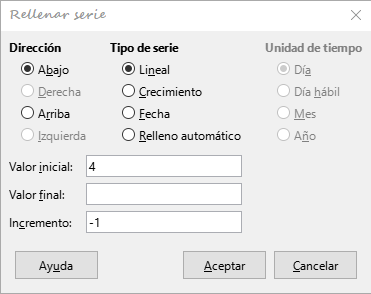 Rellenar serie
Dirección Tipo de serie Unidad de tiempo
Abajo Lineal Día
Derecha Crecimiento Día hábil
Arriba Fecha Mes
Izquierda Relleno automático Año
Valor inicial: 4
Valor final:
Incremento: -1
Ayuda Aceptar Cancelar